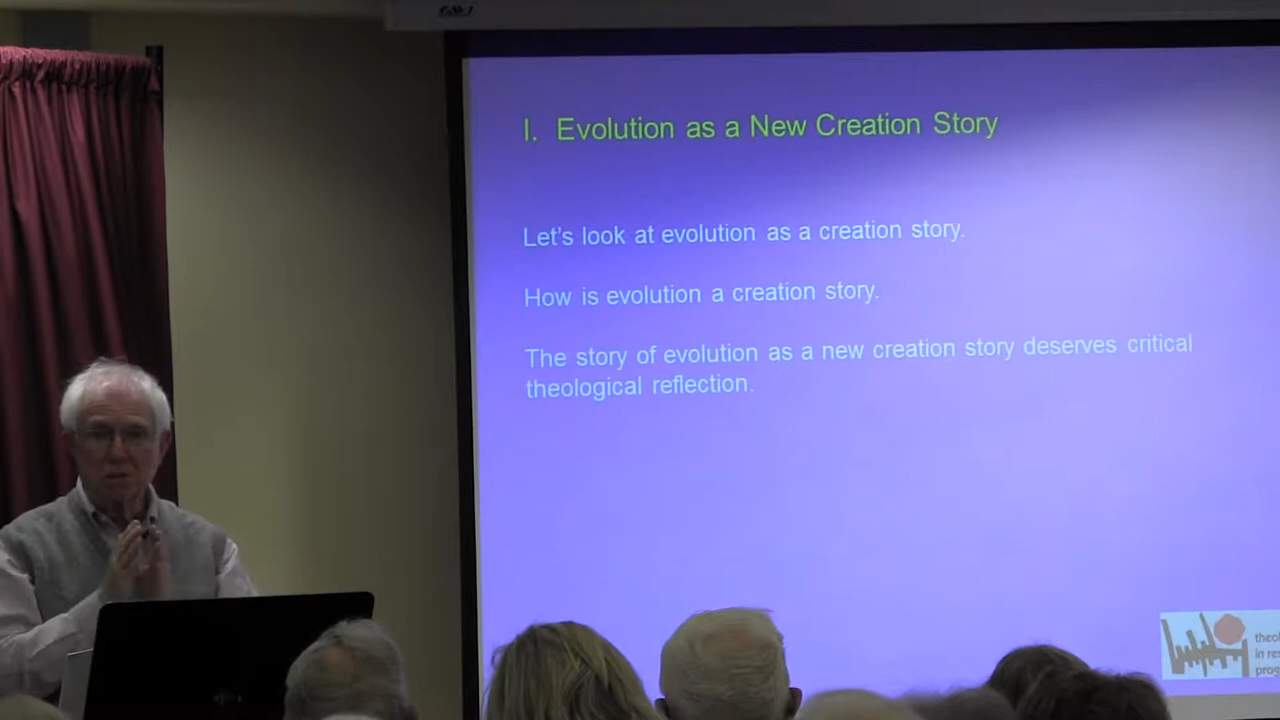 I. Evolution as a New Creation Story
Let's look at evolution as a creation story.
How is evolution a creation story.
The story of evolution as a new creation story deserves critical
theological reflection.